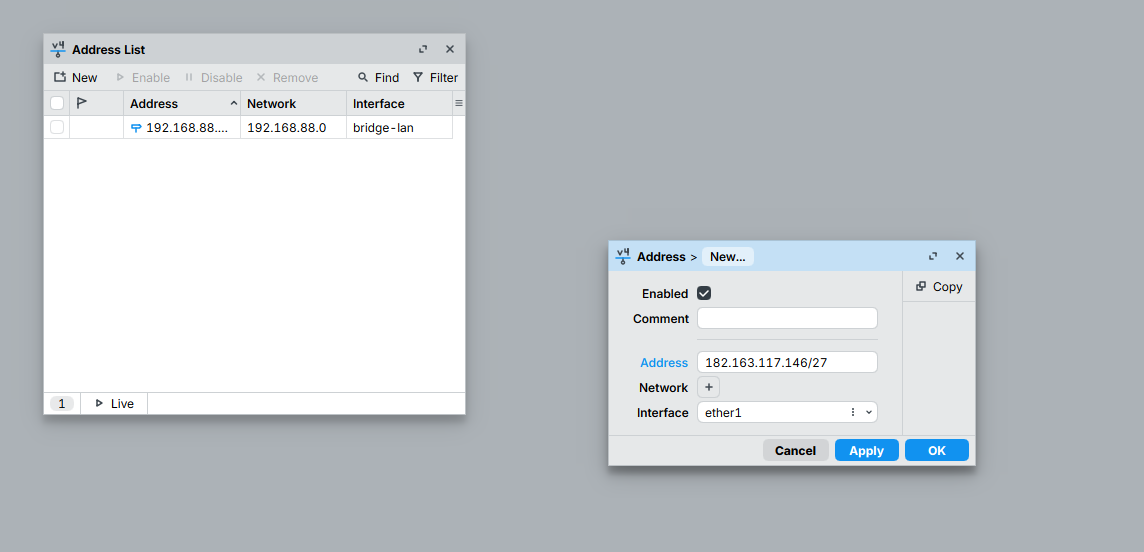 v4 Address List
New Enable Disable Remove Find Filter
Address Network Interface
192.168.88.... 192.168.88.0 bridge-lan
1 Live
v4 Address > New...
Copy
Enabled
Comment
Address 182.163.117.146/27
Network +
Interface ether1
Cancel Apply OK